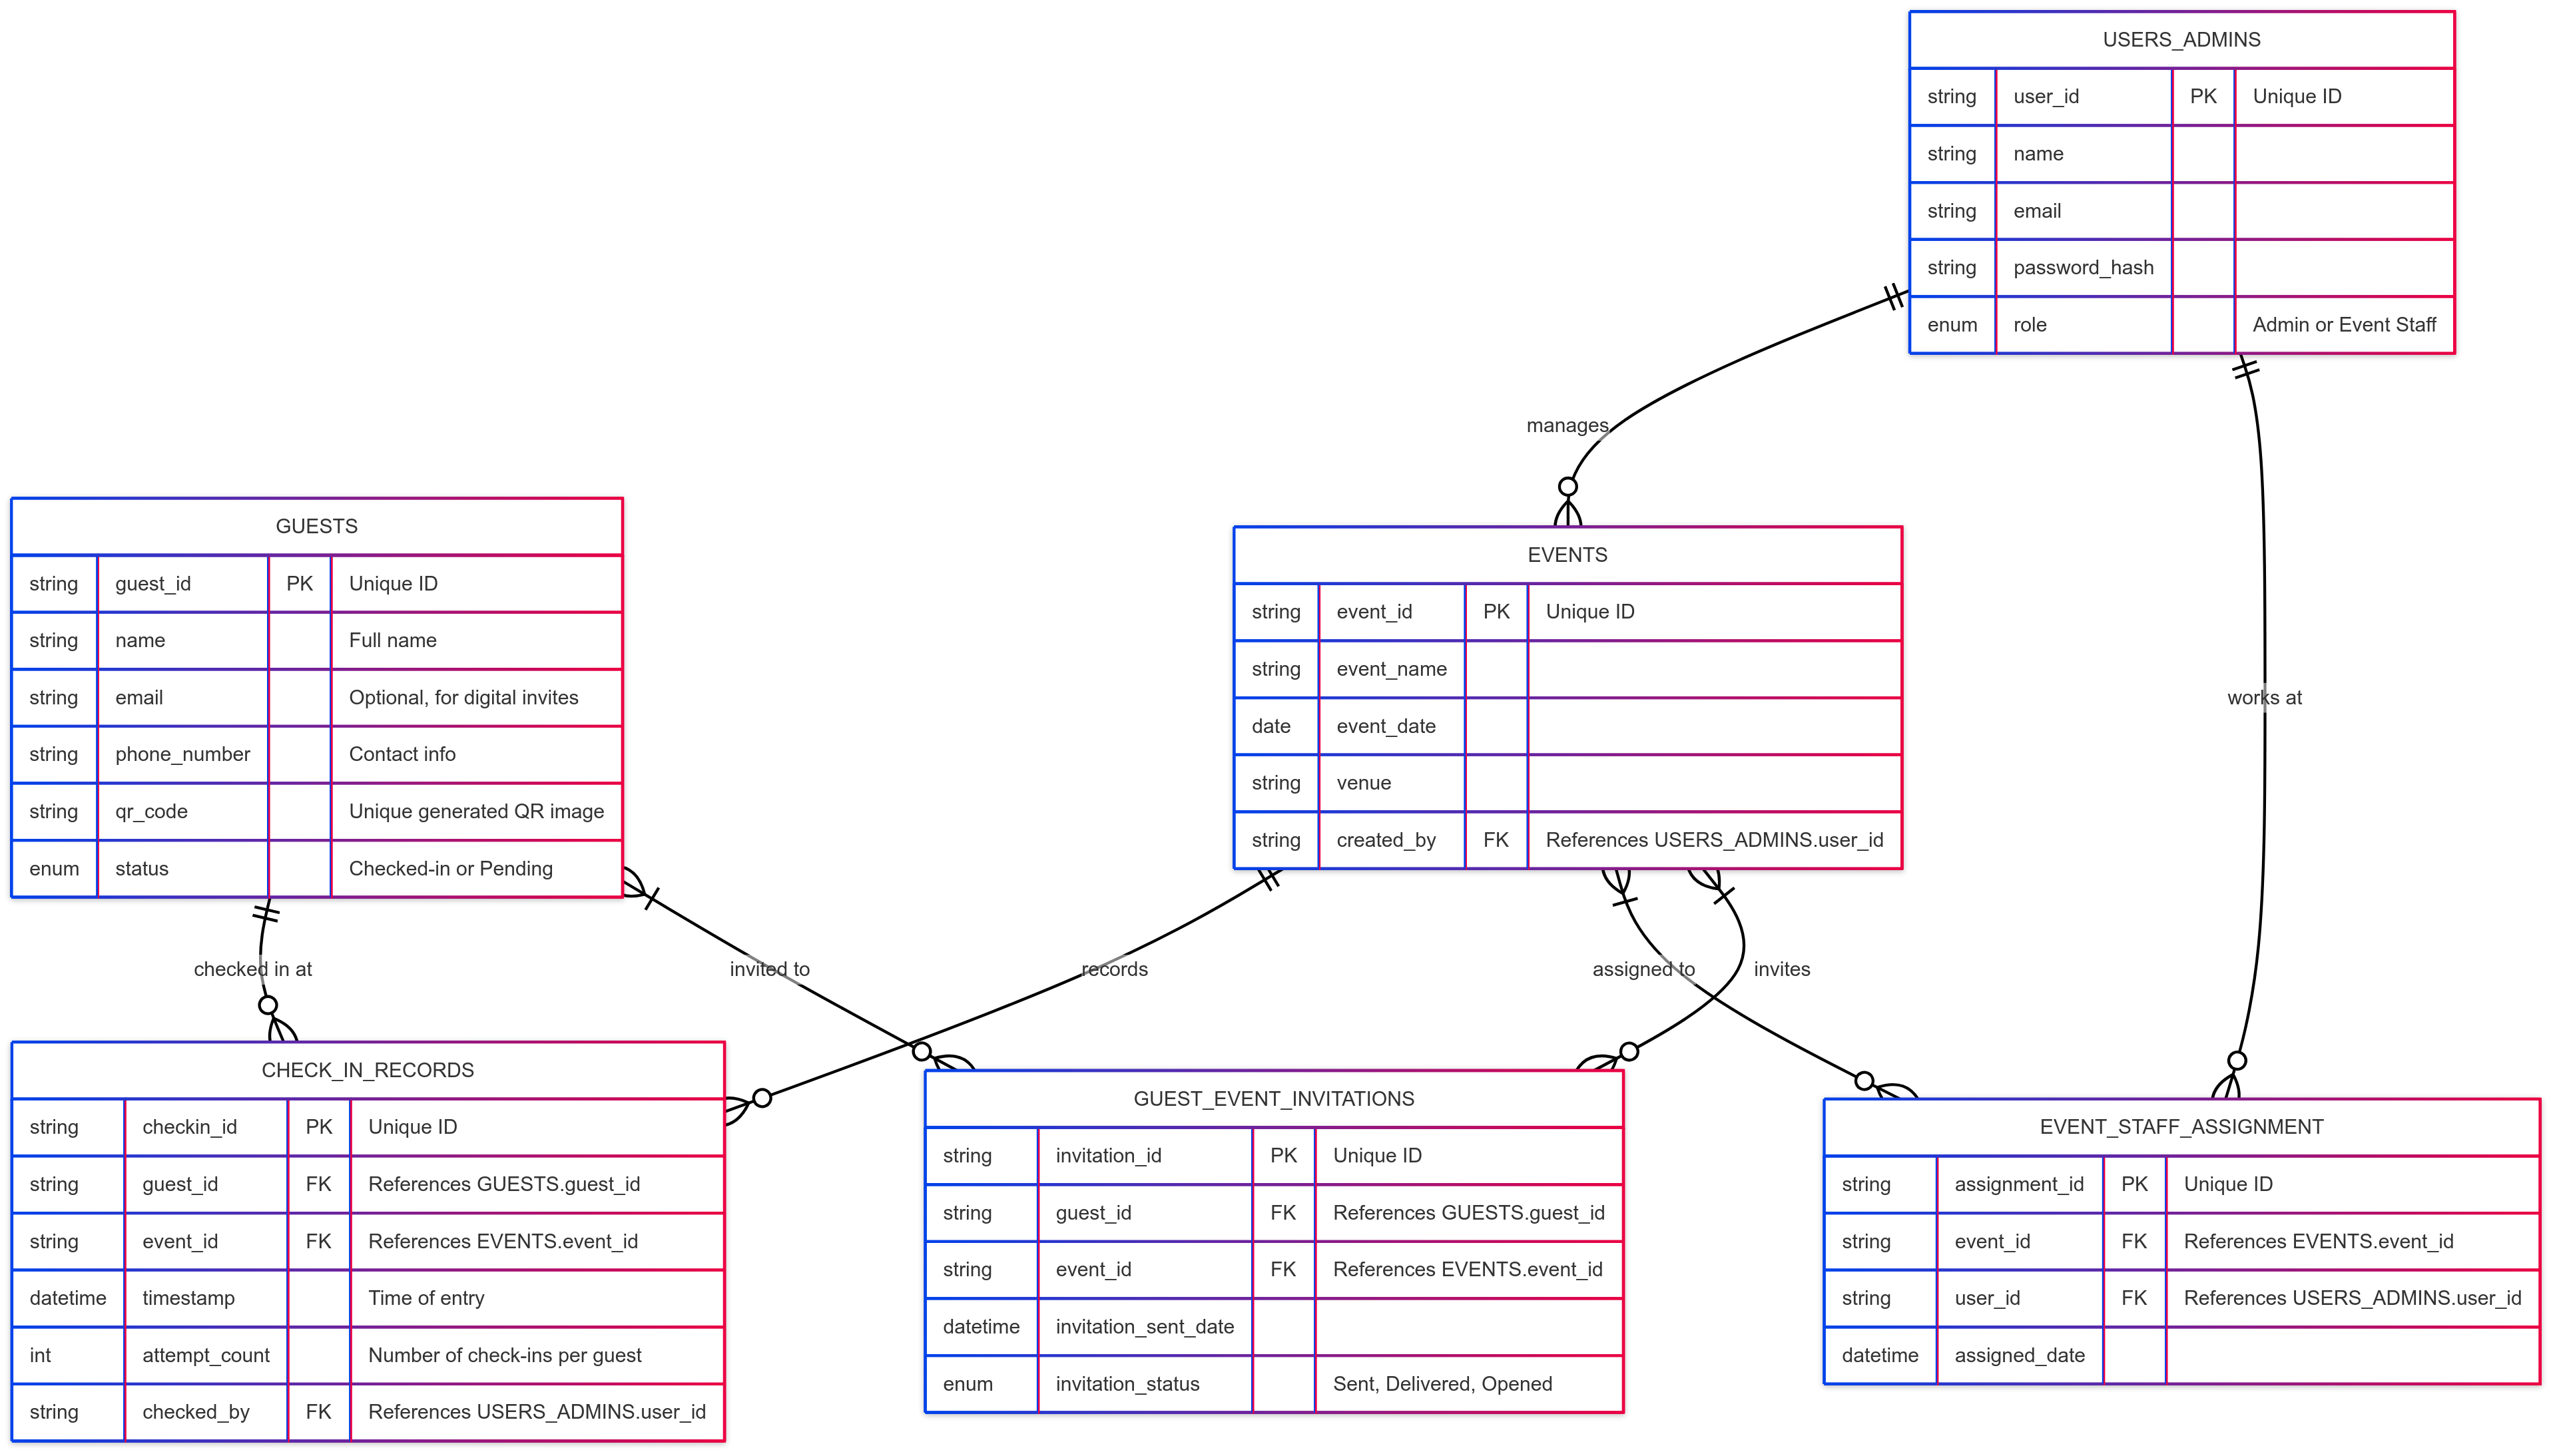 USERS_ADMINS
string user_id PK Unique ID
string name
string email
string password_hash
enum role Admin or Event Staff
manages
works at
GUESTS
string guest_id PK Unique ID
string name Full name
string email Optional, for digital invites
string phone_number Contact info
string qr_code Unique generated QR image
enum status Checked-in or Pending
EVENTS
string event_id PK Unique ID
string event_name
date event_date
string venue
string created_by FK References USERS_ADMINS.user_id
checked in at
invited to
records
assigned to
invites
CHECK_IN_RECORDS
string checkin_id PK Unique ID
string guest_id FK References GUESTS.guest_id
string event_id FK References EVENTS.event_id
datetime timestamp Time of entry
int attempt_count Number of check-ins per guest
string checked_by FK References USERS_ADMINS.user_id
GUEST_EVENT_INVITATIONS
string invitation_id PK Unique ID
string guest_id FK References GUESTS.guest_id
string event_id FK References EVENTS.event_id
datetime invitation_sent_date
enum invitation_status Sent, Delivered, Opened
EVENT_STAFF_ASSIGNMENT
string assignment_id PK Unique ID
string event_id FK References EVENTS.event_id
string user_id FK References USERS_ADMINS.user_id
datetime assigned_date